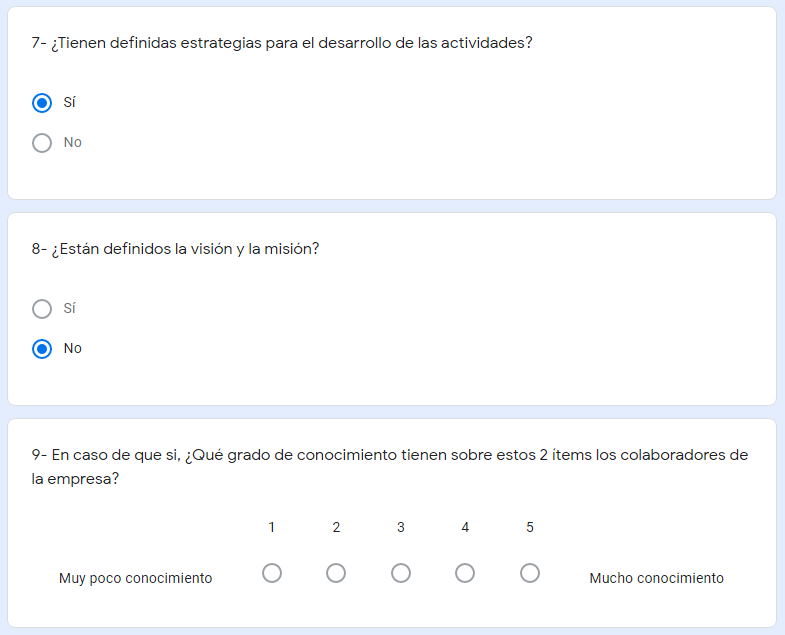 7- ¿Tienen definidas estrategias para el desarrollo de las actividades?
Sí
No
8- ¿Están definidos la visión y la misión?
Sí
No
9- En caso de que si, ¿Qué grado de conocimiento tienen sobre estos 2 ítems los colaboradores de
la empresa?
1 2 3 4 5
Muy poco conocimiento Mucho conocimiento